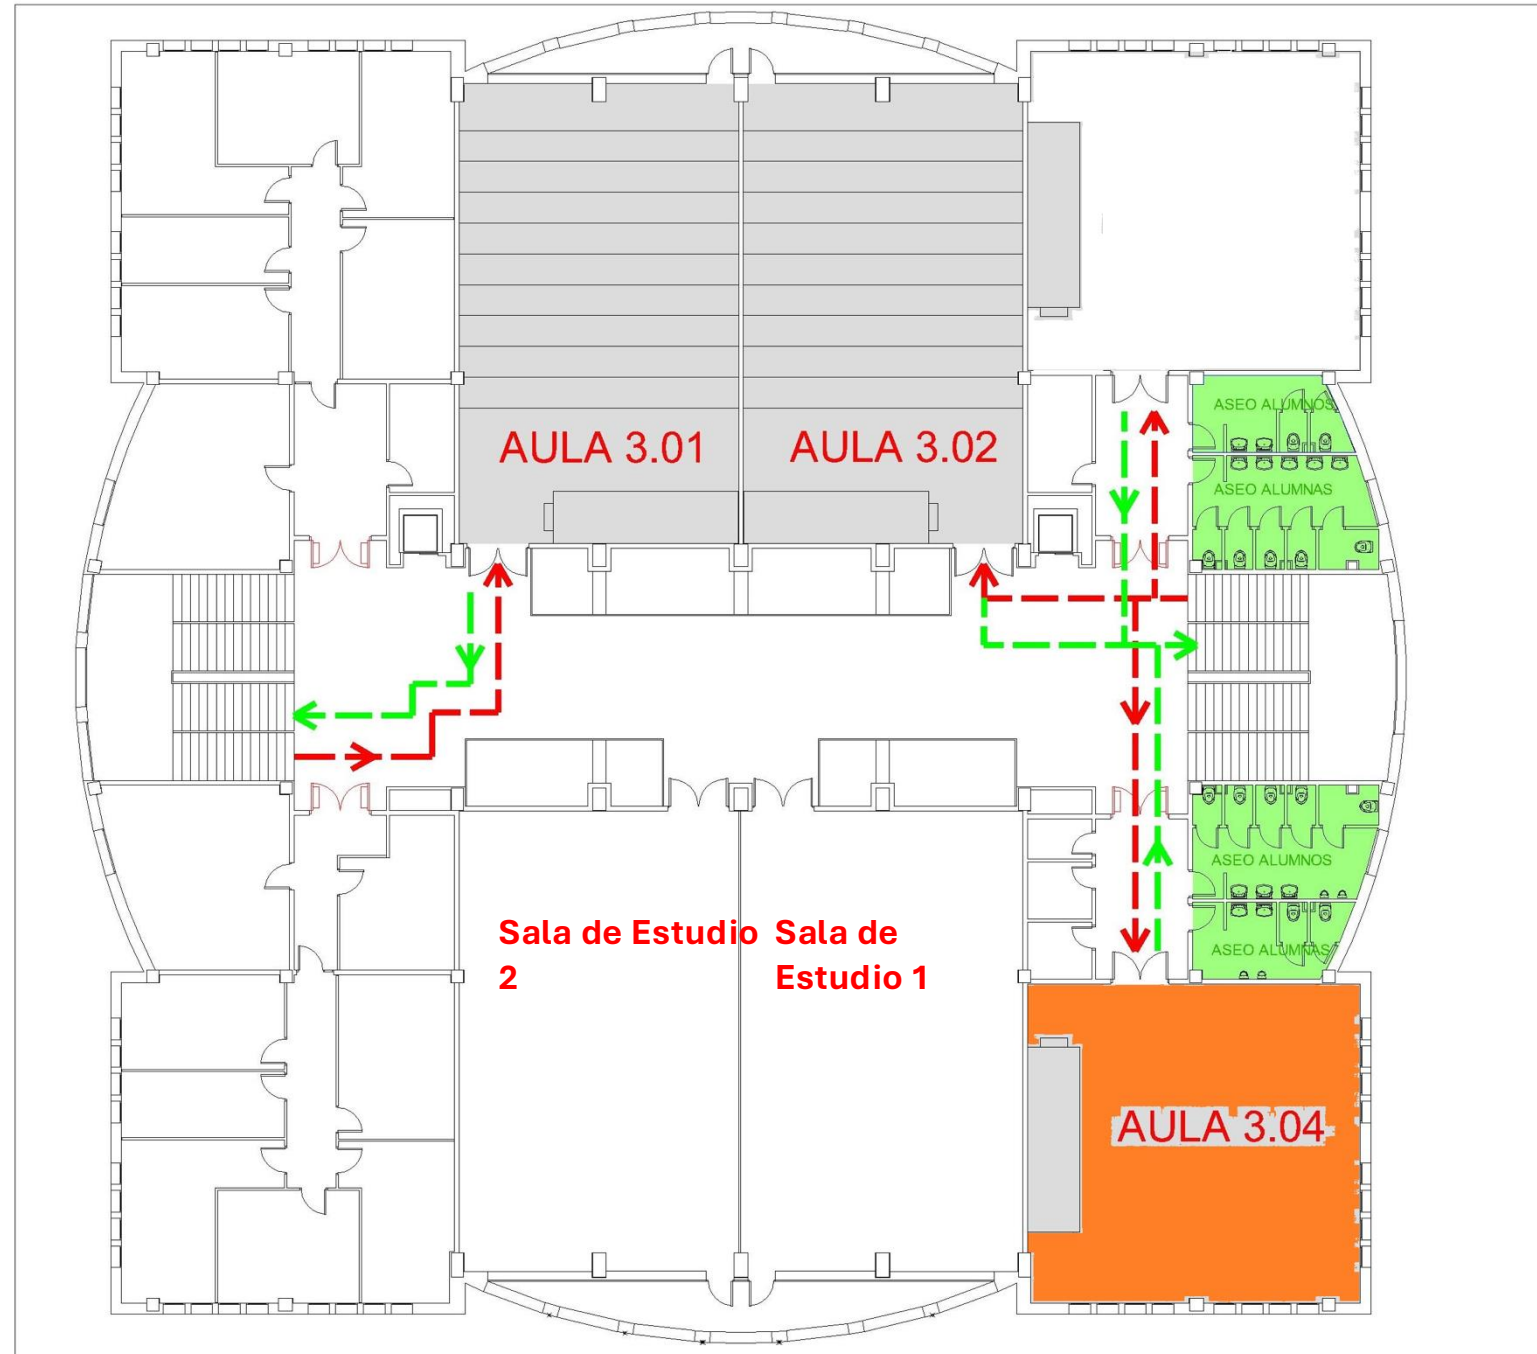 ASEO ALUMNOS
AULA 3.01
AULA 3.02
ASEO ALUMNAS
ASEO ALUMNOS
Sala de Estudio
2
Sala de
Estudio 1
ASEO ALUMNAS
AULA 3.04